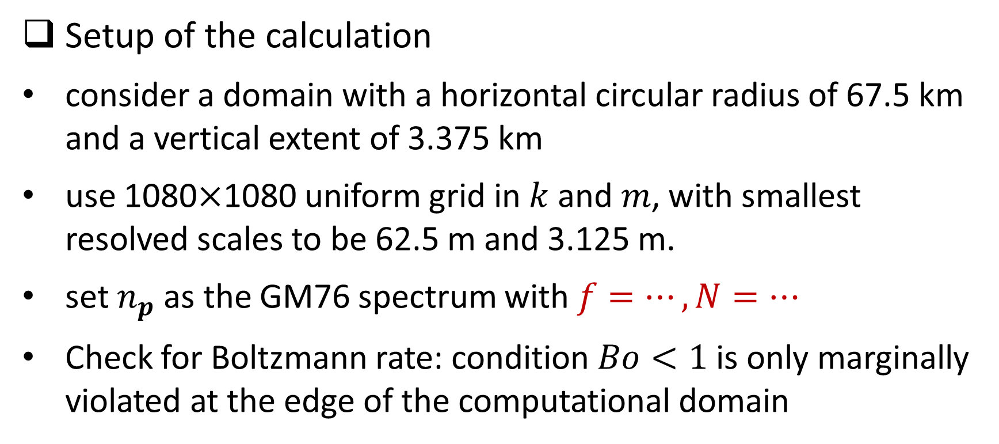 ❑ Setup of the calculation
• consider a domain with a horizontal circular radius of 67.5 km
and a vertical extent of 3.375 km
• use 1080×1080 uniform grid in k and m, with smallest
resolved scales to be 62.5 m and 3.125 m.
• set n_p as the GM76 spectrum with f = ⋯ , N = ⋯
• Check for Boltzmann rate: condition Bo < 1 is only marginally
violated at the edge of the computational domain